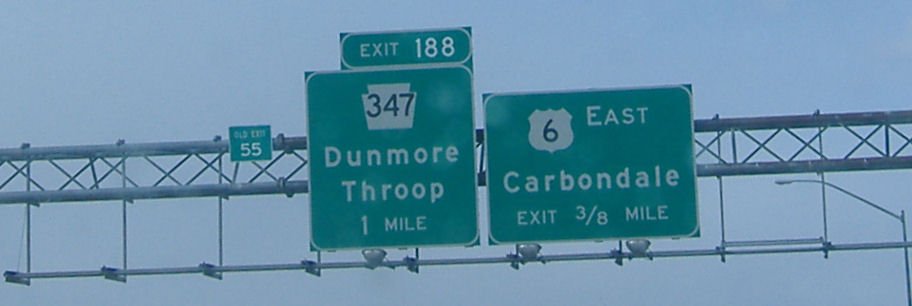 OLD EXIT
55
EXIT 188
347
Dunmore
Throop
1 MILE
6 EAST
Carbondale
EXIT 3/8 MILE